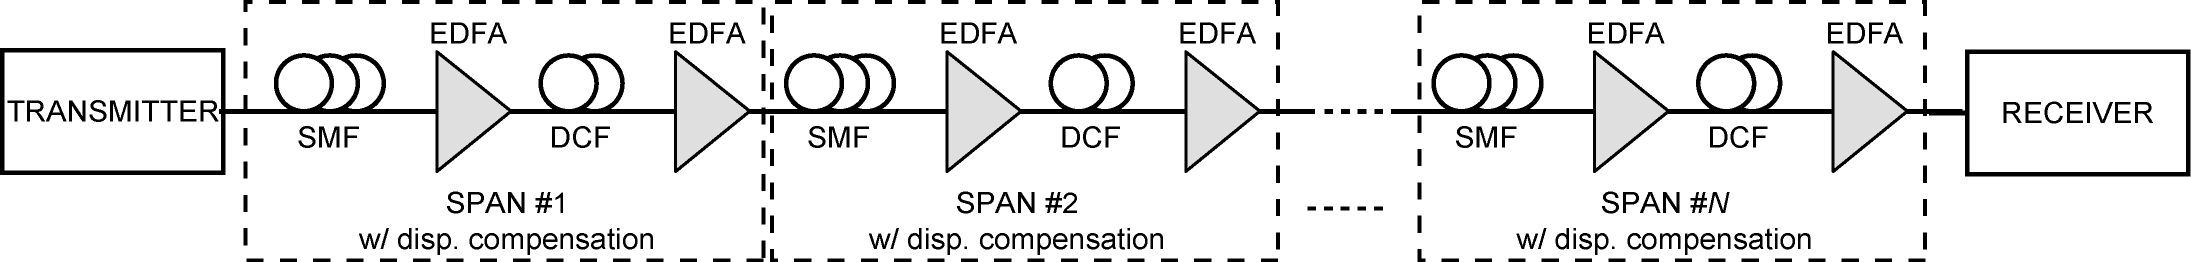 TRANSMITTER
EDFA
EDFA
SMF
DCF
SPAN #1
w/ disp. compensation
EDFA
EDFA
SMF
DCF
SPAN #2
w/ disp. compensation
EDFA
EDFA
SMF
DCF
SPAN #N
w/ disp. compensation
RECEIVER